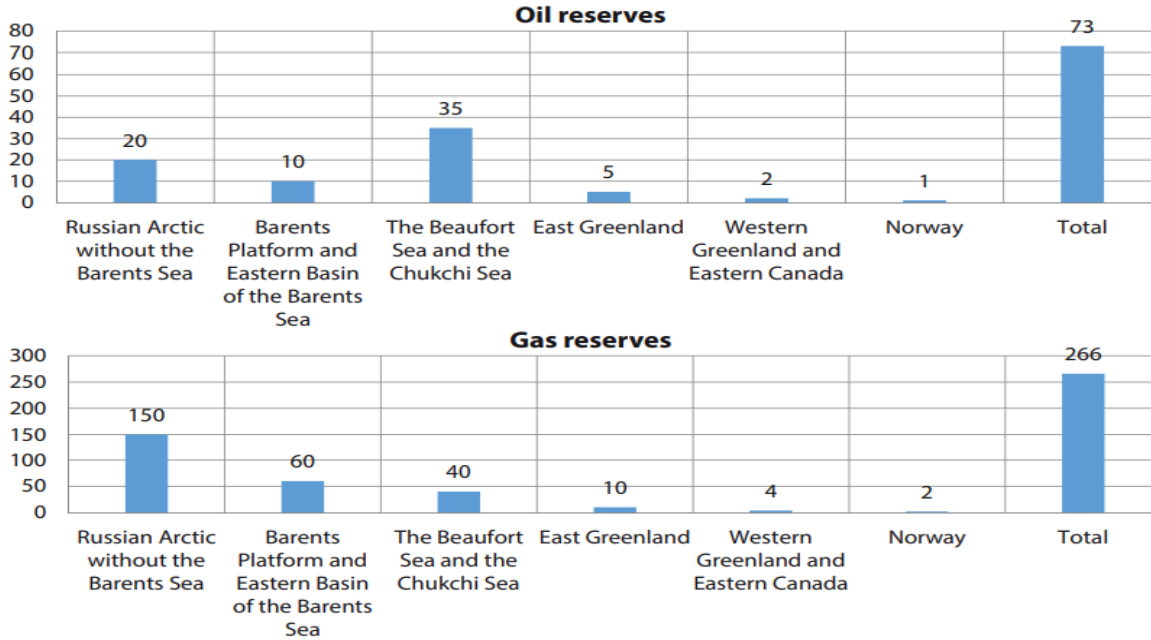 Oil reserves
80
70
60
50
40
30
20
10
0
20
10
35
5
2
1
73
Russian Arctic
without the
Barents Sea
Barents
Platform and
Eastern Basin
of the Barents
Sea
The Beaufort
Sea and the
Chukchi Sea
East Greenland
Western
Greenland and
Eastern Canada
Norway
Total
Gas reserves
300
250
200
150
100
50
0
150
60
40
10
4
2
266
Russian Arctic
without the
Barents Sea
Barents
Platform and
Eastern Basin
of the Barents
Sea
The Beaufort
Sea and the
Chukchi Sea
East Greenland
Western
Greenland and
Eastern Canada
Norway
Total